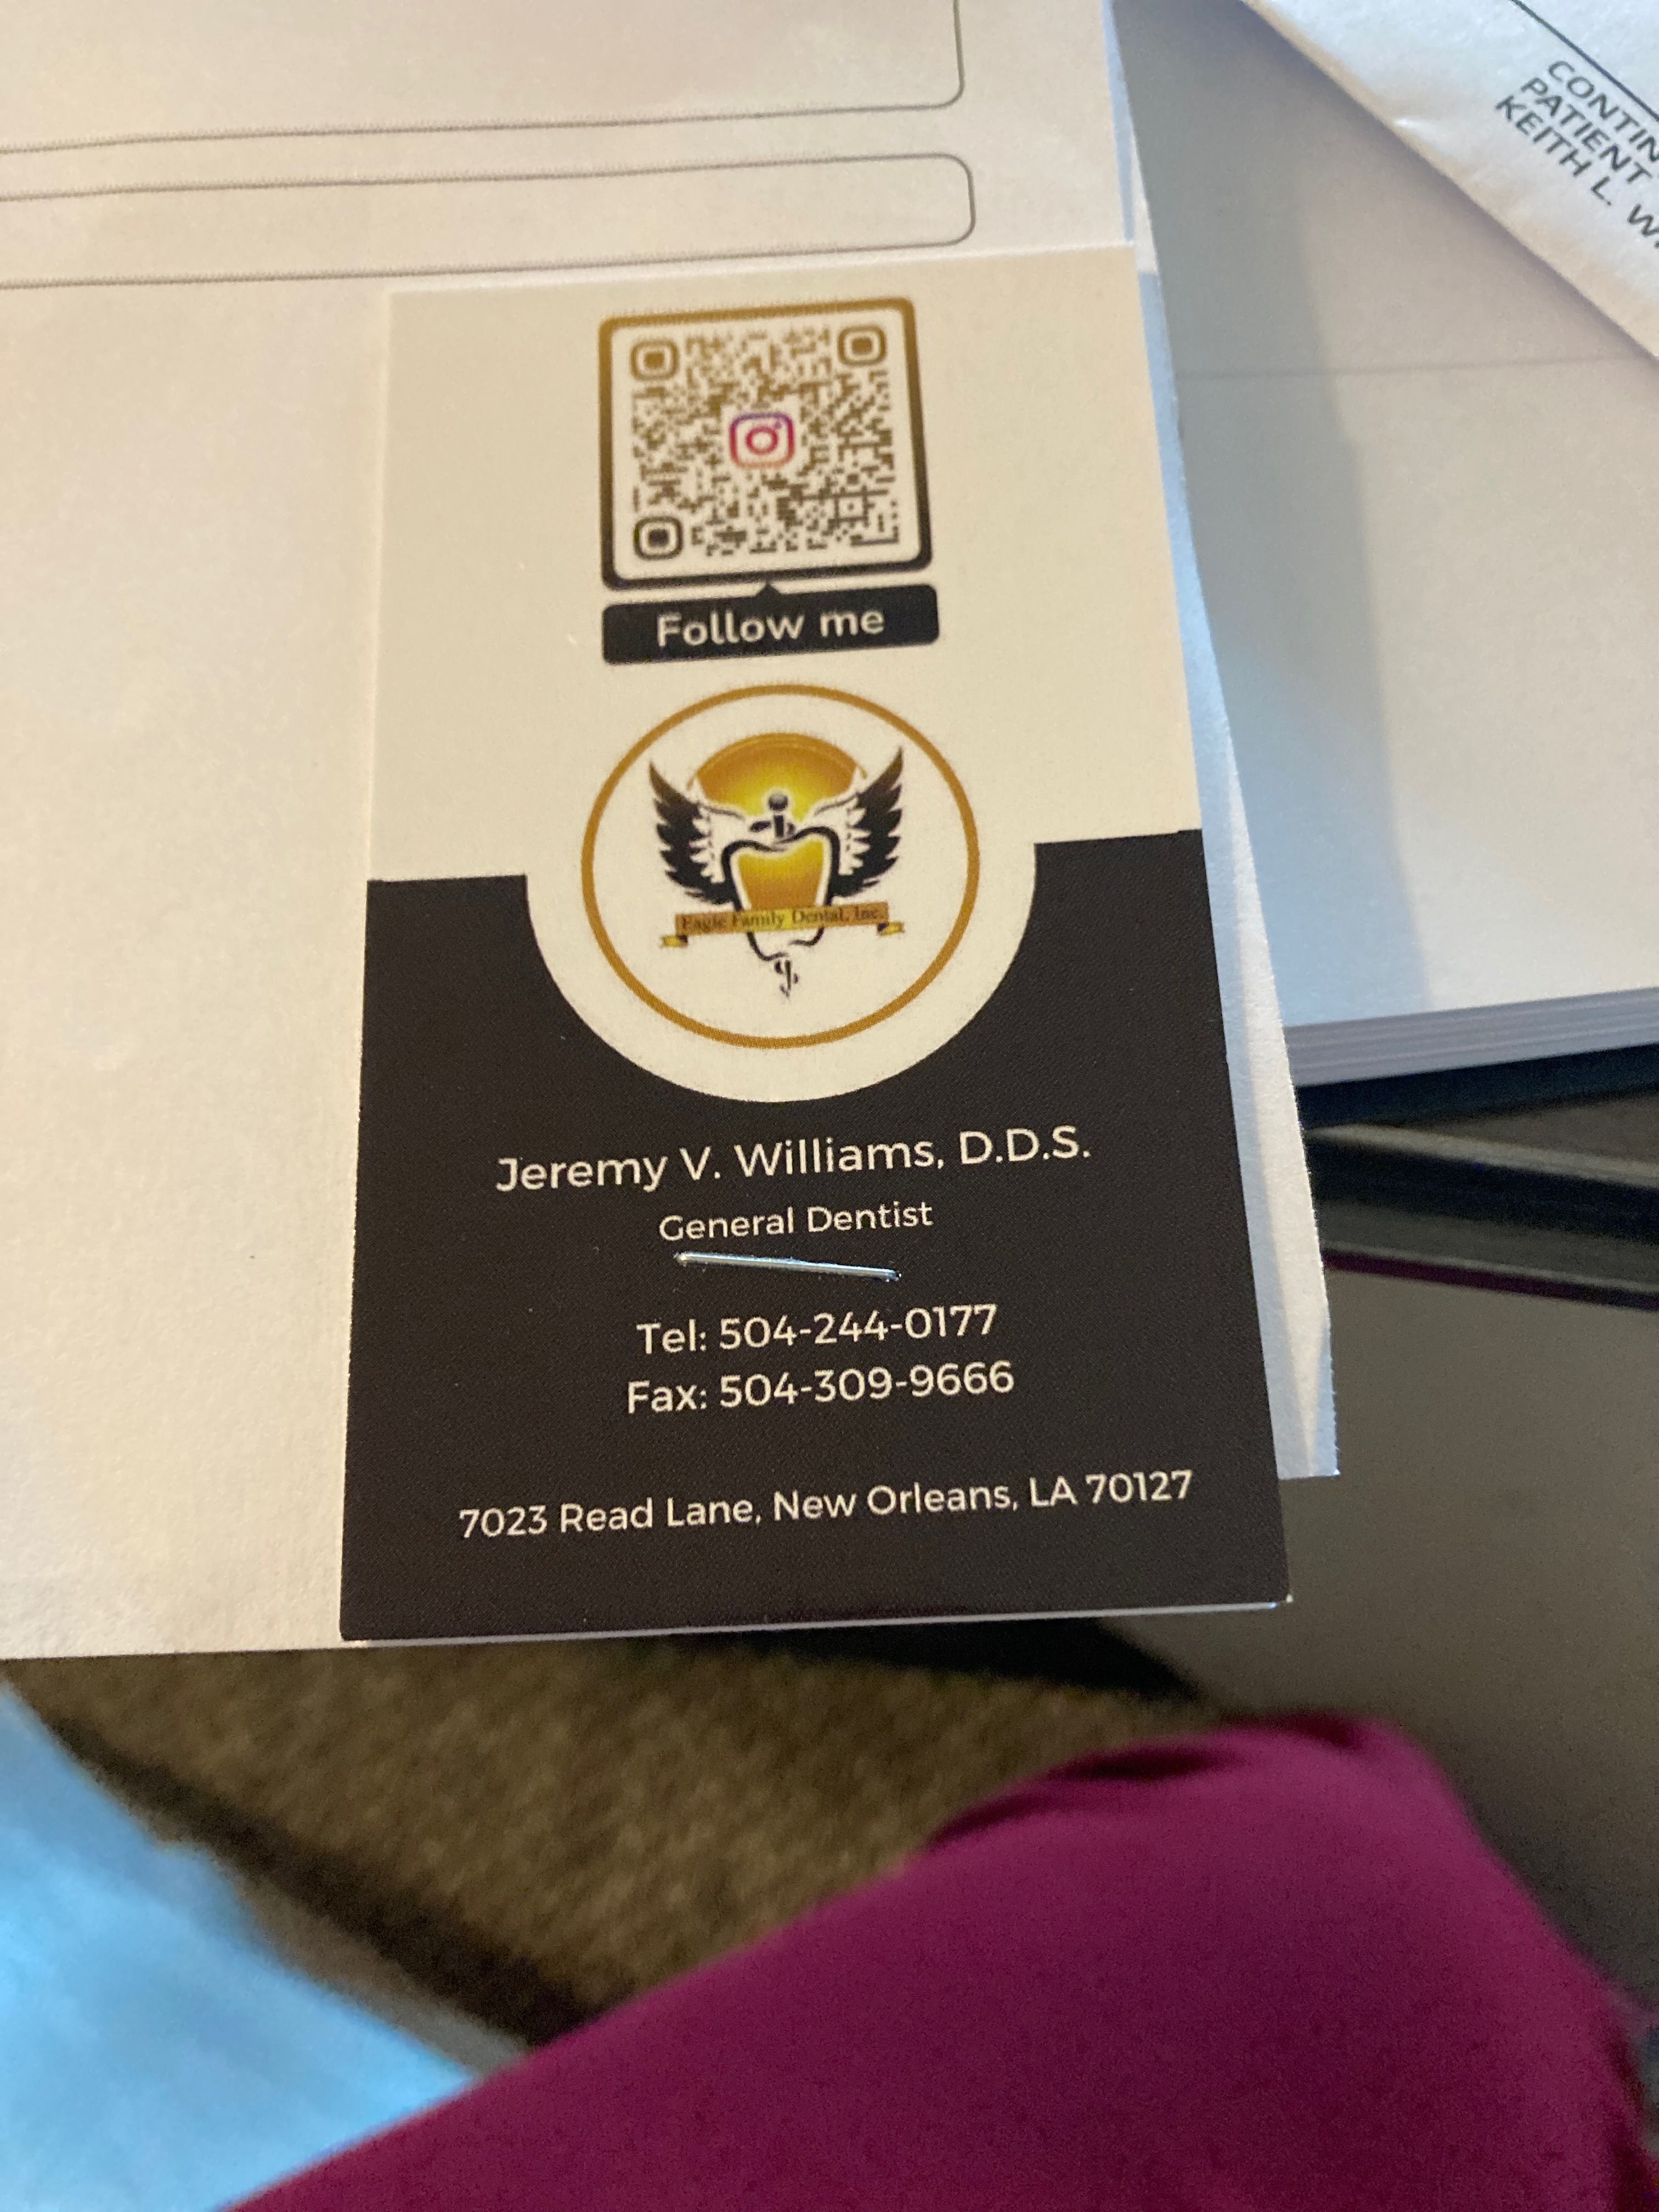 CONTIN
PATIENT
KEITH L. W
Follow me
Eagle Family Dental, Inc.
Jeremy V. Williams, D.D.S.
General Dentist
Tel: 504-244-0177
Fax: 504-309-9666
7023 Read Lane, New Orleans, LA 70127